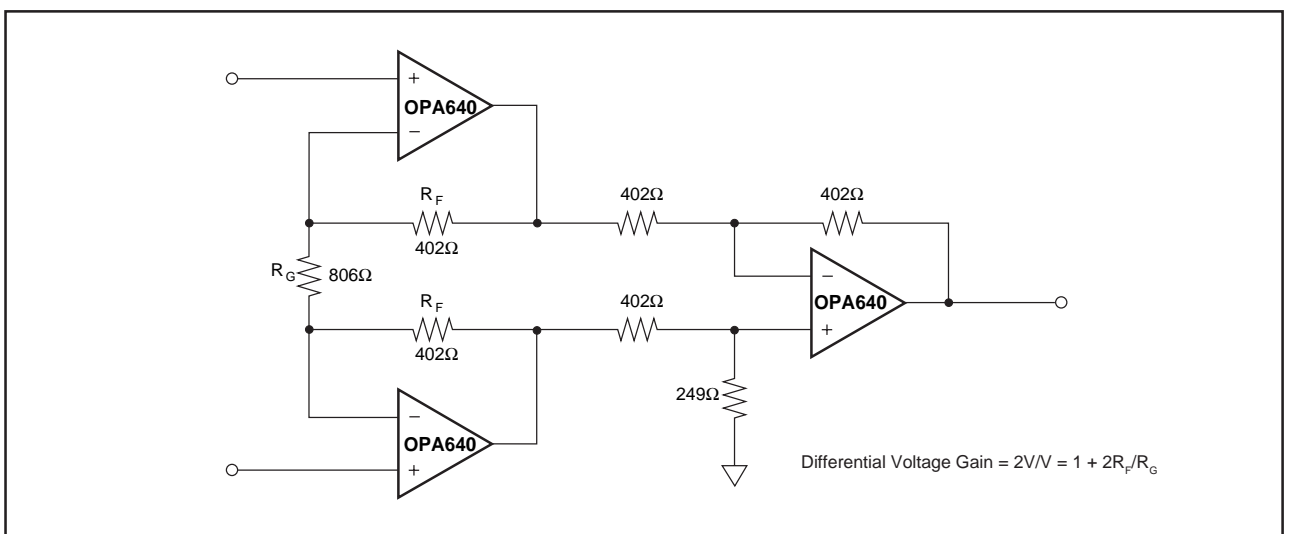 +
OPA640
−
R_F
402Ω
402Ω
402Ω
R_G
806Ω
−
OPA640
+
R_F
402Ω
402Ω
249Ω
−
OPA640
+
Differential Voltage Gain = 2V/V = 1 + 2R_F/R_G